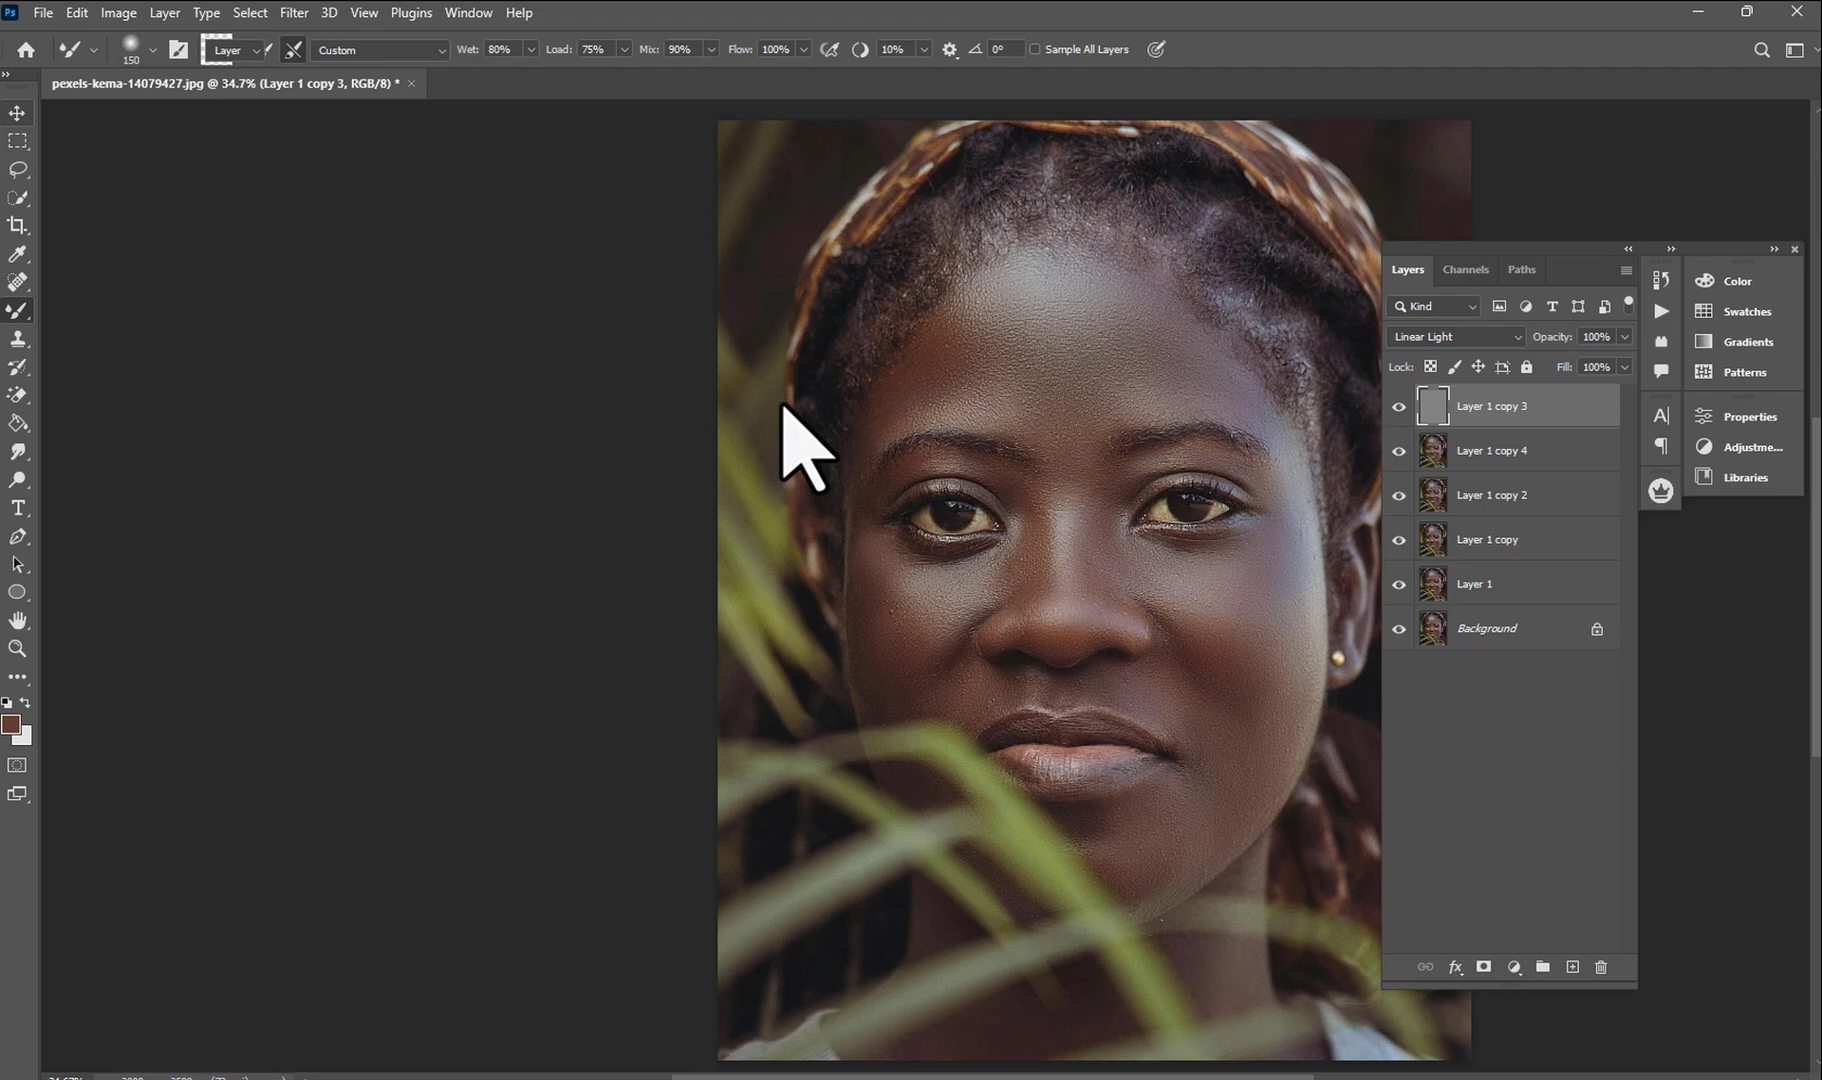 Ps File Edit Image Layer Type Select Filter 3D View Plugins Window Help
150 Layer Custom Wet: 80% Load: 75% Mix: 90% Flow: 100% 10% 0° Sample All Layers
pexels-kema-14079427.jpg @ 34.7% (Layer 1 copy 3, RGB/8) *
Layers Channels Paths
Kind
Linear Light Opacity: 100%
Lock: Fill: 100%
Layer 1 copy 3
Layer 1 copy 4
Layer 1 copy 2
Layer 1 copy
Layer 1
Background
Color
Swatches
Gradients
Patterns
Properties
Adjustme...
Libraries